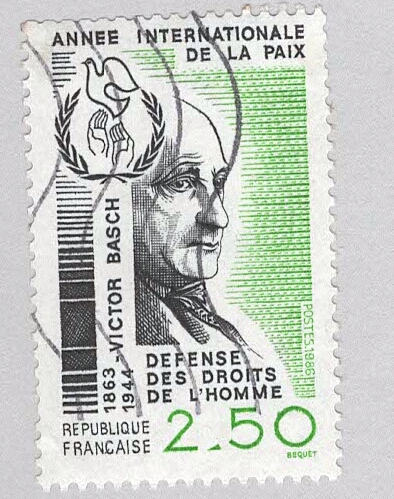 ANNEE INTERNATIONALE
DE LA PAIX
1863 - VICTOR BASCH
1944
POSTES 1986
DEFENSE
DES DROITS
DE L'HOMME
REPUBLIQUE
FRANÇAISE
2.50
BEQUET